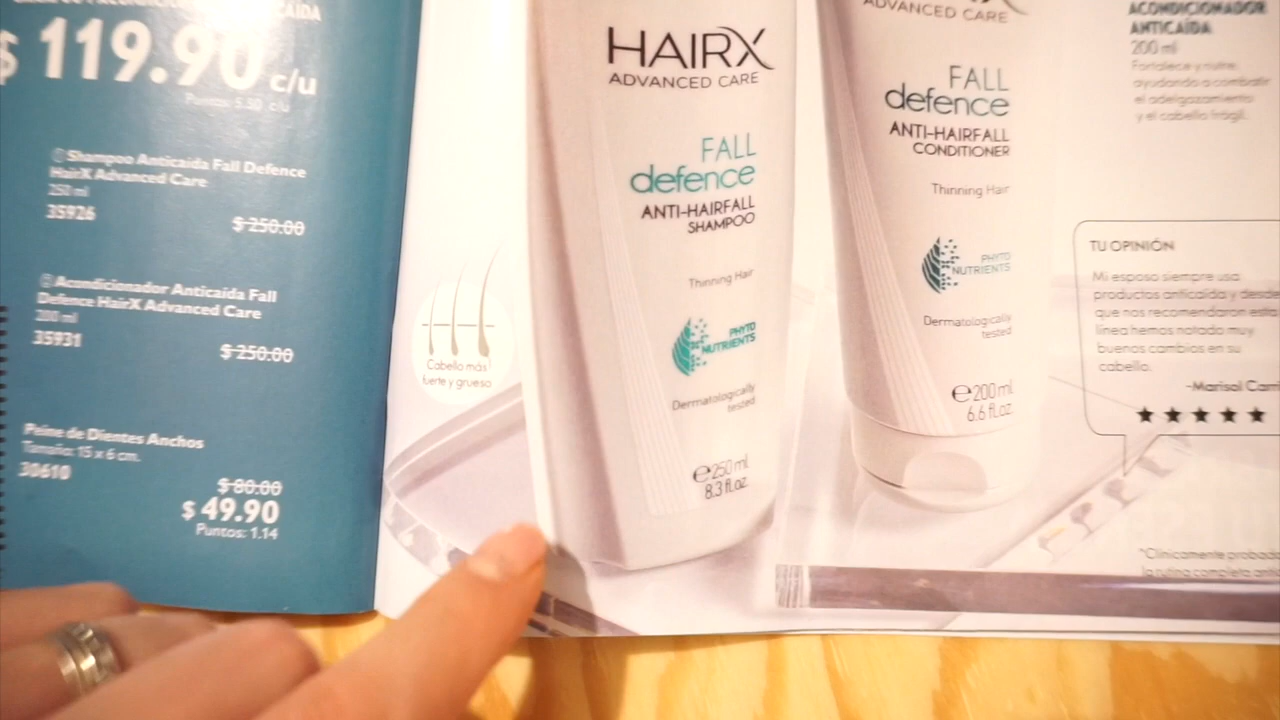 $ 119.90 c/u
Puntos: 5.30 c/u
Shampoo Anticaída Fall Defence
HairX Advanced Care
250 ml
35926
$ 250.00
Acondicionador Anticaída Fall
Defence HairX Advanced Care
200 ml
35931
$ 250.00
Peine de Dientes Anchos
Tamaño: 15 x 6 cm.
30610
$ 80.00
$ 49.90
Puntos: 1.14
Cabello más
fuerte y grueso
HAIRX
ADVANCED CARE
FALL
defence
ANTI-HAIRFALL
SHAMPOO
Thinning Hair
PHYTO
NUTRIENTS
Dermatologically
tested
e250 ml
8.3 fl.oz
ADVANCED CARE
FALL
defence
ANTI-HAIRFALL
CONDITIONER
Thinning Hair
PHYTO
NUTRIENTS
Dermatologically
tested
e200 ml
6.6 fl.oz
ACONDICIONADOR
ANTICAÍDA
200 ml
Fortalece y nutre,
ayudando a combatir
el adelgazamiento
y el cabello frágil.
TU OPINIÓN
Mi esposo siempre usa
productos anticaída y desde
que nos recomendaron esta
línea hemos notado muy
buenos cambios en su
cabello.
-Marisol
*Clínicamente
la rutina completa